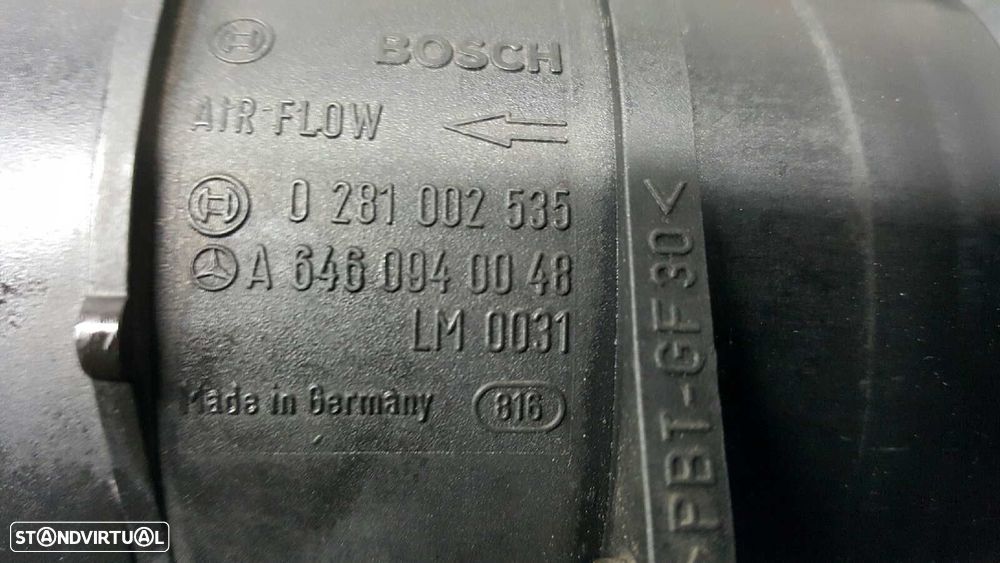 BOSCH
AIR FLOW
0 281 002 535
A 646 094 00 48
LM 0031
Made in Germany 816
>PBT-GF30<
STANDVIRTUAL